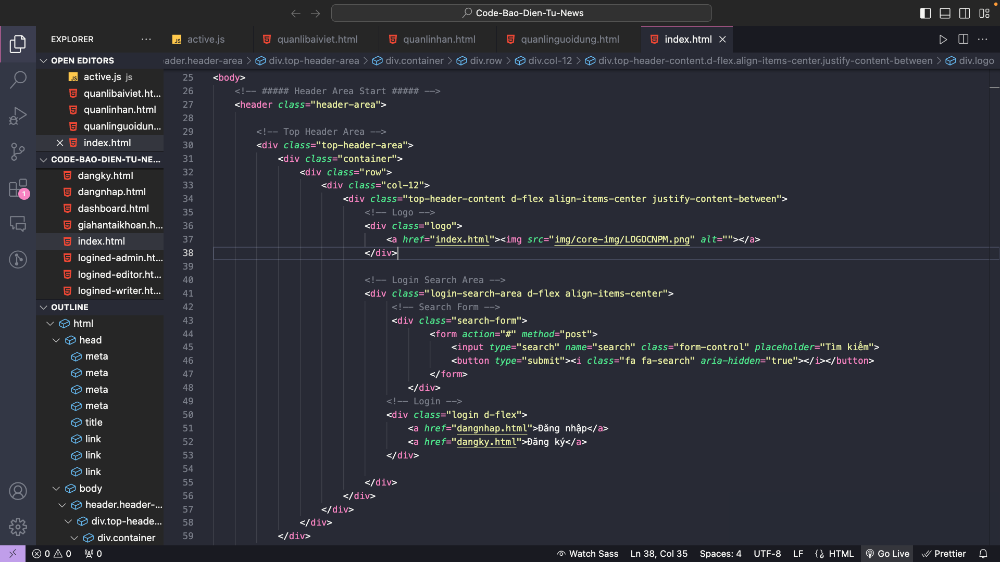 Code-Bao-Dien-Tu-News
EXPLORER
active.js
quanlibaiviet.html
quanlinhan.html
quanlinguoidung.html
index.html
OPEN EDITORS
ader.header-area > div.top-header-area > div.container > div.row > div.col-12 > div.top-header-content.d-flex.align-items-center.justify-content-between > div.logo
active.js js
quanlibaiviet.ht...
quanlinhan.html
quanlinguoidun...
index.html
CODE-BAO-DIEN-TU-NE...
dangky.html
dangnhap.html
dashboard.html
giahantaikhoan.h...
index.html
logined-admin.ht...
logined-editor.ht...
logined-writer.ht...
OUTLINE
html
head
meta
meta
meta
meta
title
link
link
link
body
header.header-...
div.top-heade...
div.container
1
25 <body>
26 <!-- ##### Header Area Start ##### -->
27 <header class="header-area">
28
29 <!-- Top Header Area -->
30 <div class="top-header-area">
31 <div class="container">
32 <div class="row">
33 <div class="col-12">
34 <div class="top-header-content d-flex align-items-center justify-content-between">
35 <!-- Logo -->
36 <div class="logo">
37 <a href="index.html"><img src="img/core-img/LOGOCNPM.png" alt=""></a>
38 </div>
39
40 <!-- Login Search Area -->
41 <div class="login-search-area d-flex align-items-center">
42 <!-- Search Form -->
43 <div class="search-form">
44 <form action="#" method="post">
45 <input type="search" name="search" class="form-control" placeholder="Tìm kiếm">
46 <button type="submit"><i class="fa fa-search" aria-hidden="true"></i></button>
47 </form>
48 </div>
49 <!-- Login -->
50 <div class="login d-flex">
51 <a href="dangnhap.html">Đăng nhập</a>
52 <a href="dangky.html">Đăng ký</a>
53 </div>
54
55 </div>
56 </div>
57 </div>
58 </div>
59 </div>
0 0 0 Watch Sass Ln 38, Col 35 Spaces: 4 UTF-8 LF HTML Go Live Prettier